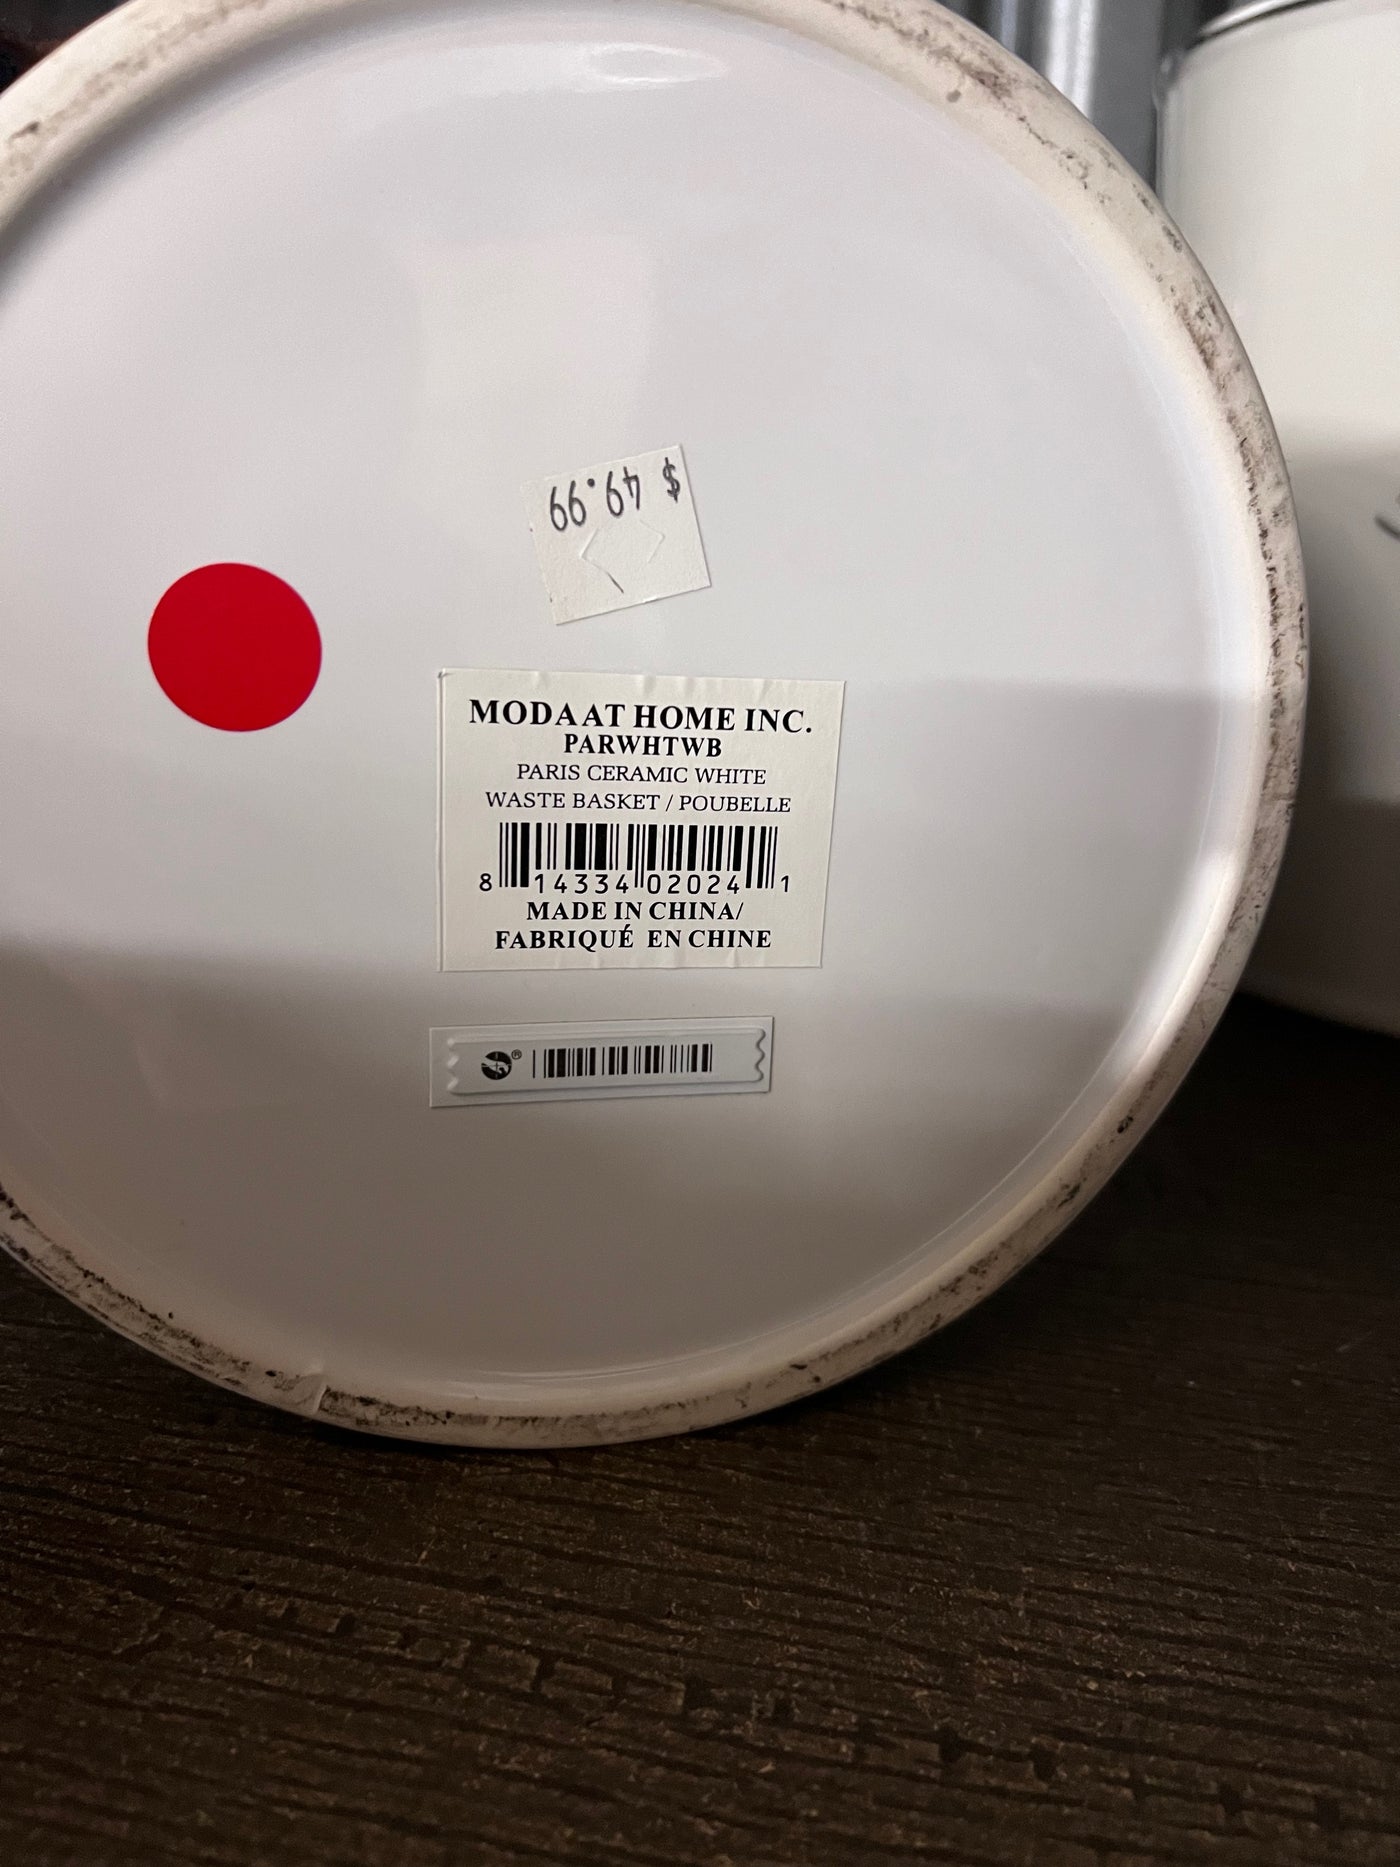 $ 49.99
MODAAT HOME INC.
PARWHTWB
PARIS CERAMIC WHITE
WASTE BASKET / POUBELLE
8 14334 02024 1
MADE IN CHINA/
FABRIQUÉ EN CHINE
®